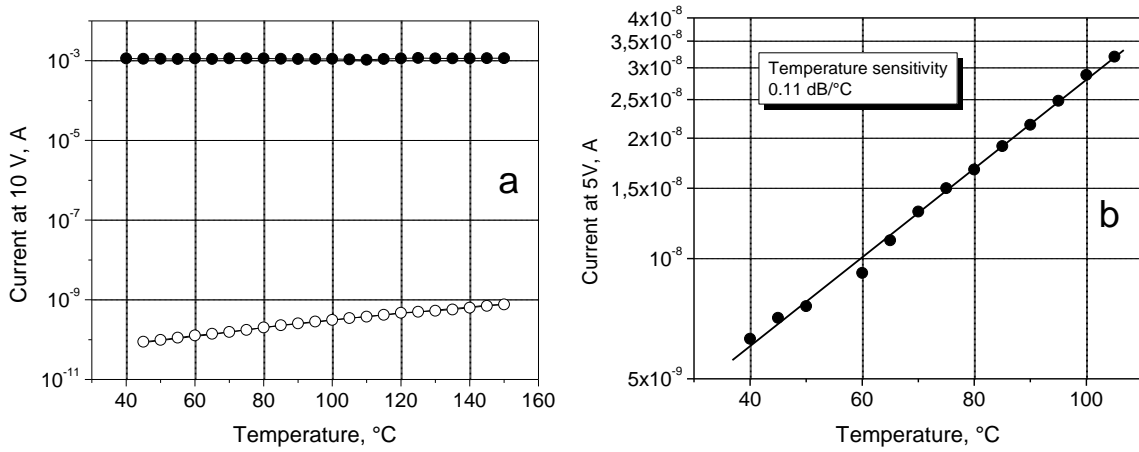 10⁻³
10⁻⁵
10⁻⁷
10⁻⁹
10⁻¹¹
Current at 10 V, A
a
40 60 80 100 120 140 160
Temperature, °C
4x10⁻⁸
3,5x10⁻⁸
3x10⁻⁸
2,5x10⁻⁸
2x10⁻⁸
1,5x10⁻⁸
10⁻⁸
5x10⁻⁹
Current at 5V, A
Temperature sensitivity
0.11 dB/°C
b
40 60 80 100
Temperature, °C